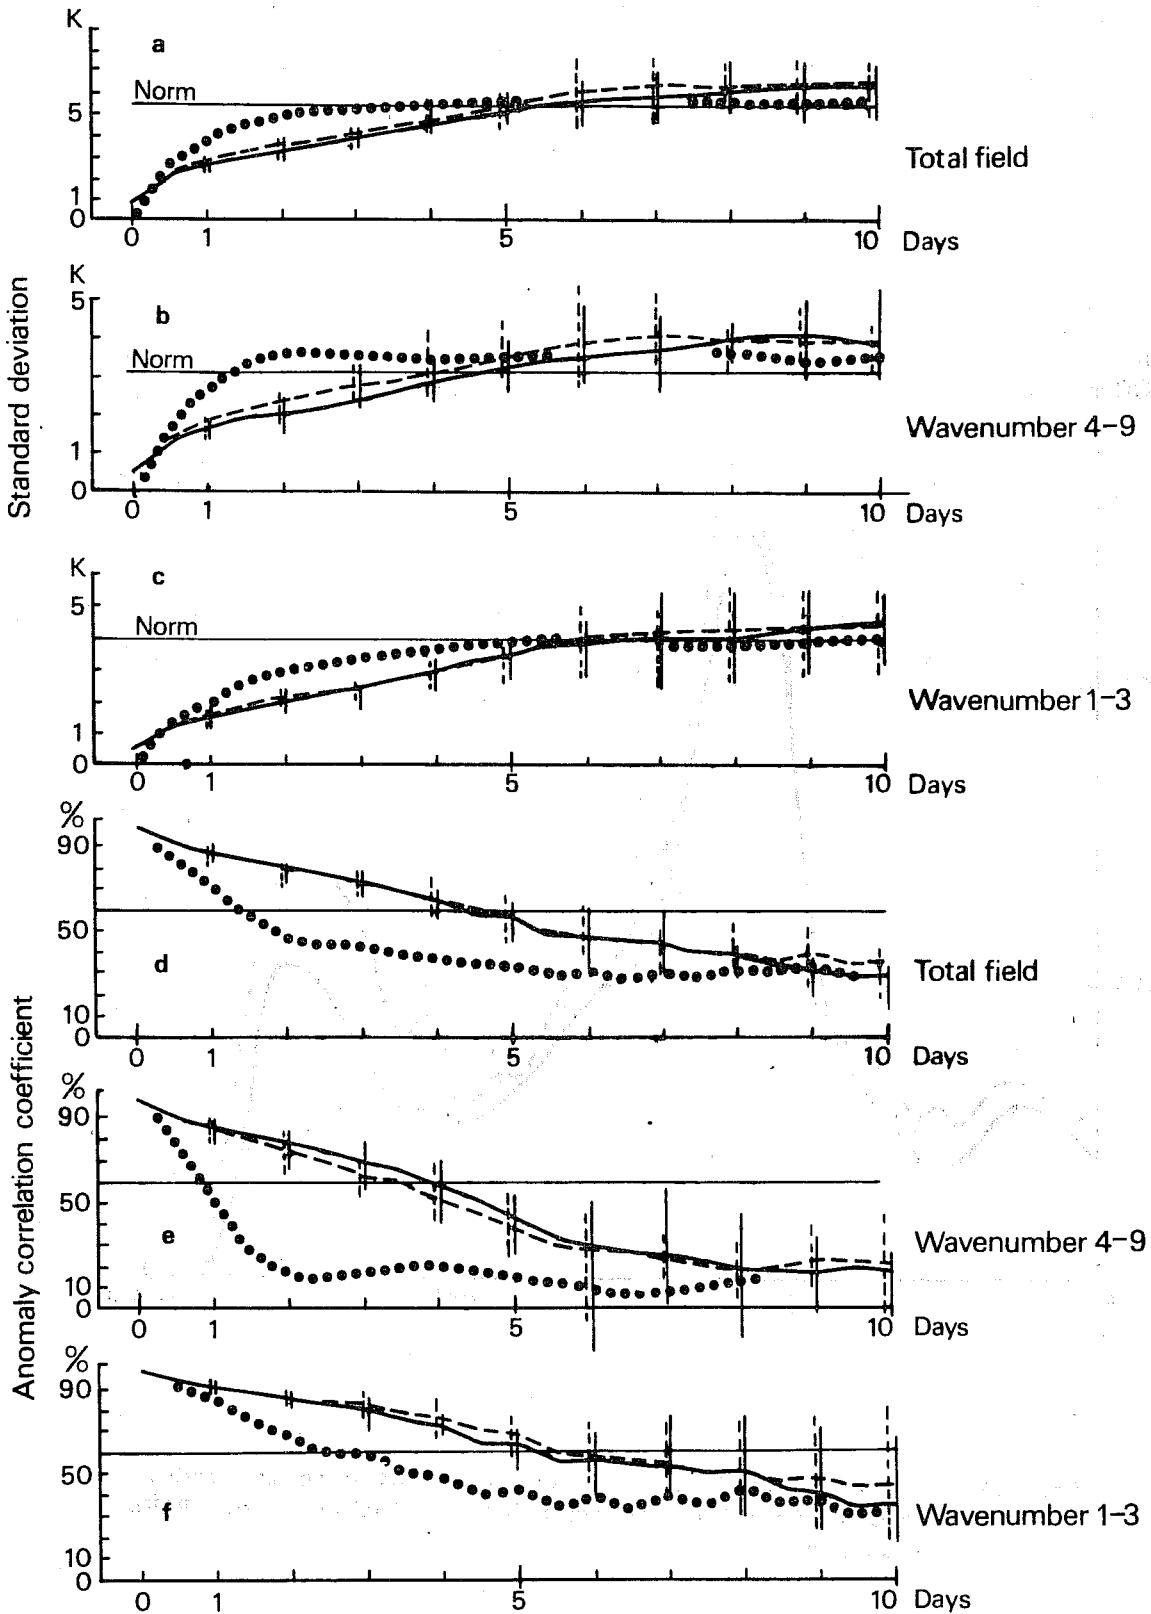 K
a
Norm
5
1
0
0 1 5 10 Days
Total field
Standard deviation
K
5
b
Norm
1
0
0 1 5 10 Days
Wavenumber 4–9
K
c
5
Norm
1
0
0 1 5 10 Days
Wavenumber 1–3
Anomaly correlation coefficient
%
90
50
d
10
0
0 1 5 10 Days
Total field
%
90
50
e
10
0
0 1 5 10 Days
Wavenumber 4–9
%
90
50
f
10
0
0 1 5 10 Days
Wavenumber 1–3